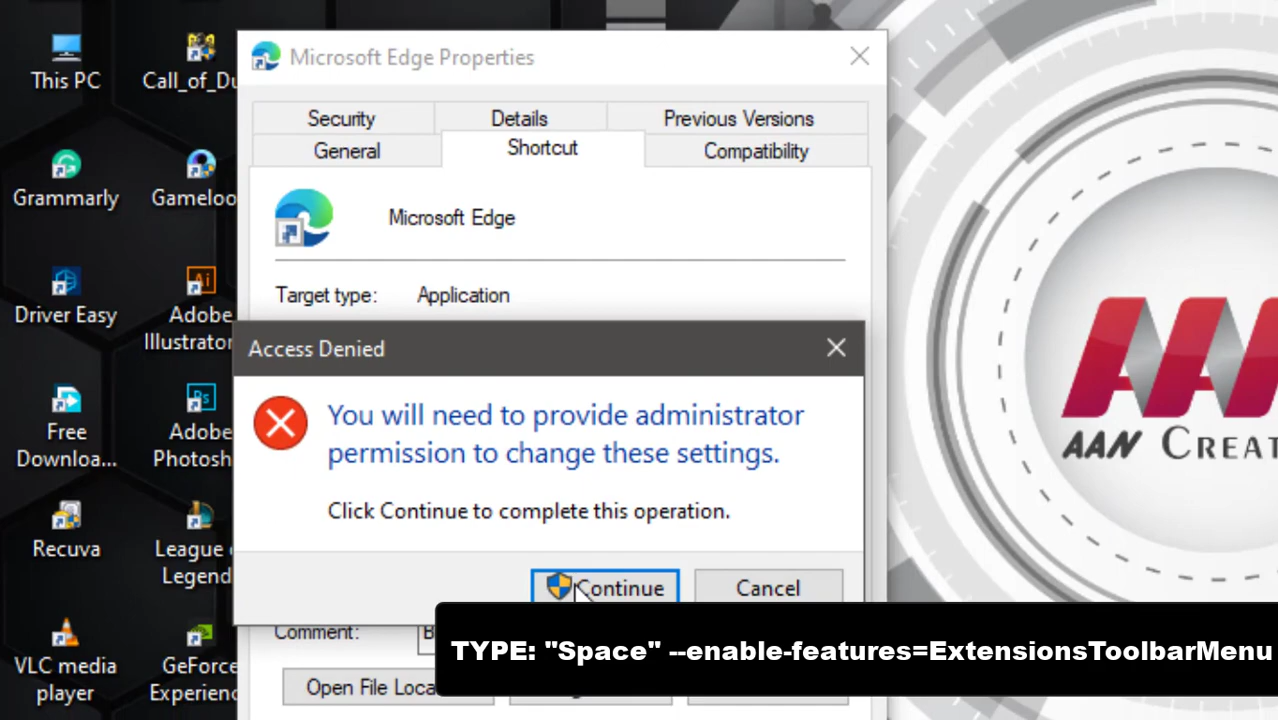 This PC
Call_of_Du
Grammarly
Gameloo
Driver Easy
Adobe
Illustrator
Free
Downloa...
Adobe
Photosh
Recuva
League
Legend
VLC media
player
GeForce
Experienc
Microsoft Edge Properties
Security
Details
Previous Versions
General
Shortcut
Compatibility
Microsoft Edge
Target type:
Application
Access Denied
You will need to provide administrator
permission to change these settings.
Click Continue to complete this operation.
Continue
Cancel
Comment:
B
Open File Loca
TYPE: "Space" --enable-features=ExtensionsToolbarMenu
AAN CREAT